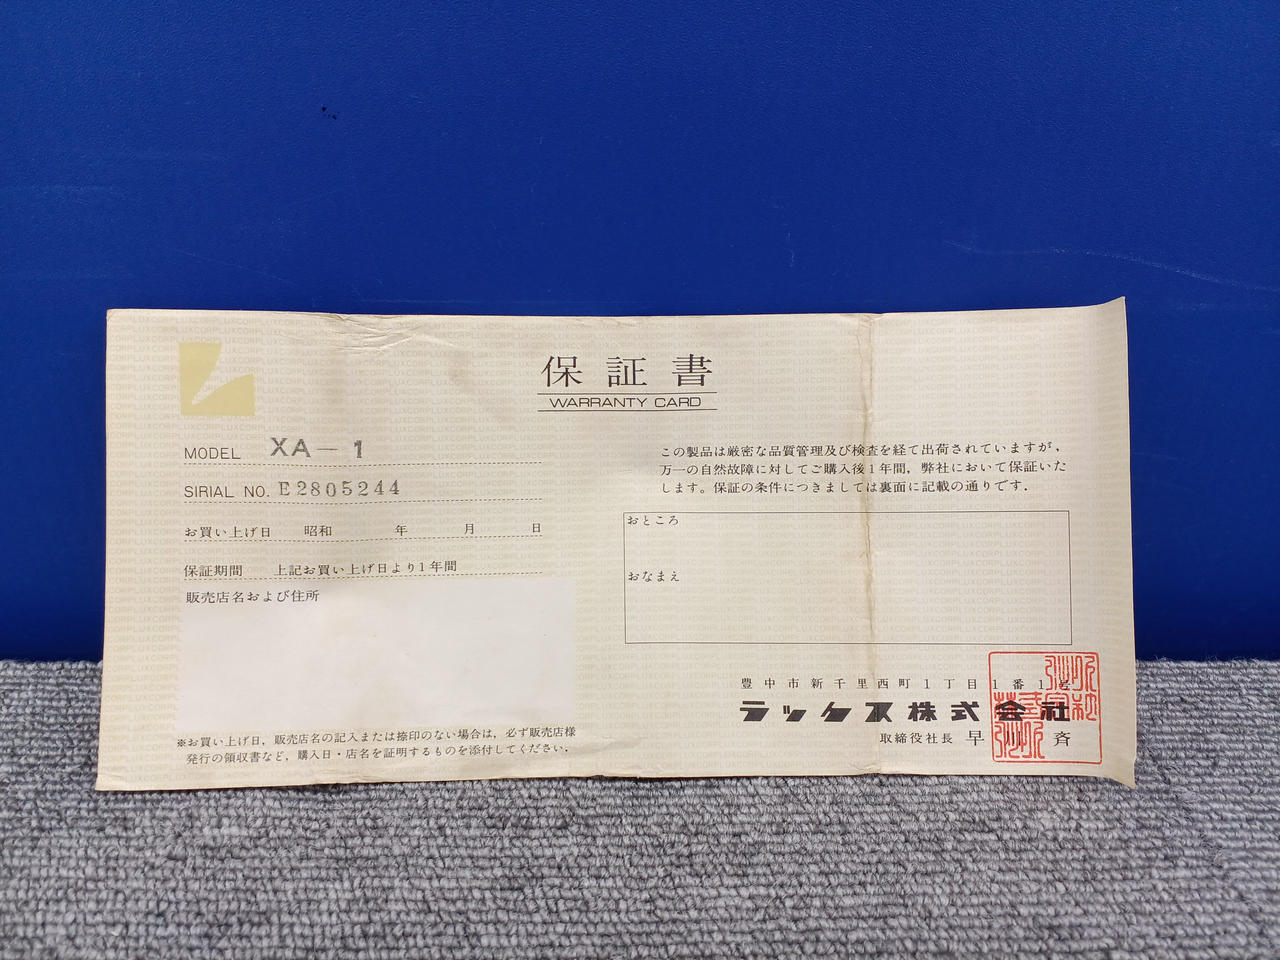 保証書
WARRANTY CARD
MODEL XA-1
SIRIAL NO. E2805244
お買い上げ日 昭和 年 月 日
保証期間 上記お買い上げ日より1年間
販売店名および住所
※お買い上げ日，販売店名の記入または捺印のない場合は，必ず販売店様
発行の領収書など，購入日・店名を証明するものを添付してください．
この製品は厳密な品質管理及び検査を経て出荷されていますが，
万一の自然故障に対してご購入後1年間，弊社において保証いた
します。保証の条件につきましては裏面に記載の通りです．
おところ
おなまえ
豊中市新千里西町1丁目1番1号
ラックス株式会社
取締役社長 早川 斉